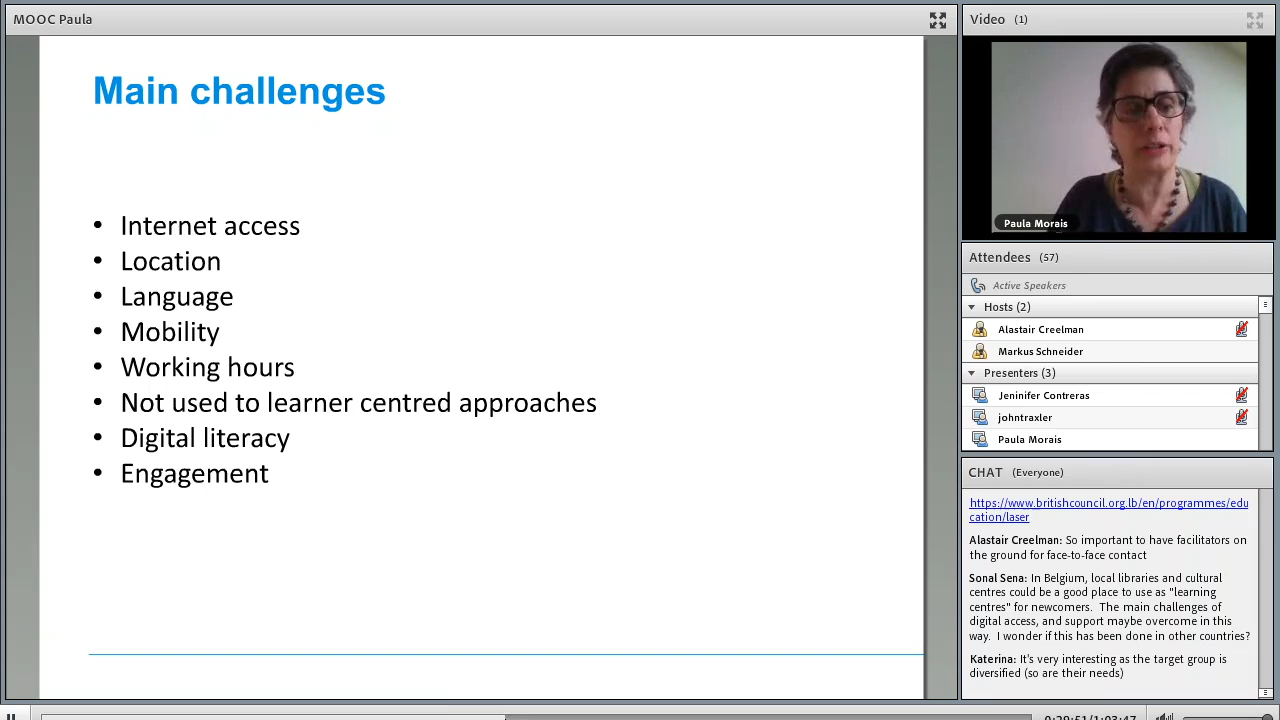 MOOC Paula
Main challenges
• Internet access
• Location
• Language
• Mobility
• Working hours
• Not used to learner centred approaches
• Digital literacy
• Engagement
Video (1)
Paula Morais
Attendees (57)
Active Speakers
Hosts (2)
Alastair Creelman
Markus Schneider
Presenters (3)
Jeninifer Contreras
johntraxler
Paula Morais
CHAT (Everyone)
https://www.britishcouncil.org.lb/en/programmes/edu
cation/laser
Alastair Creelman: So important to have facilitators on
the ground for face-to-face contact
Sonal Sena: In Belgium, local libraries and cultural
centres could be a good place to use as "learning
centres" for newcomers. The main challenges of
digital access, and support maybe overcome in this
way. I wonder if this has been done in other countries?
Katerina: It's very interesting as the target group is
diversified (so are their needs)
0:29:51/1:03:47